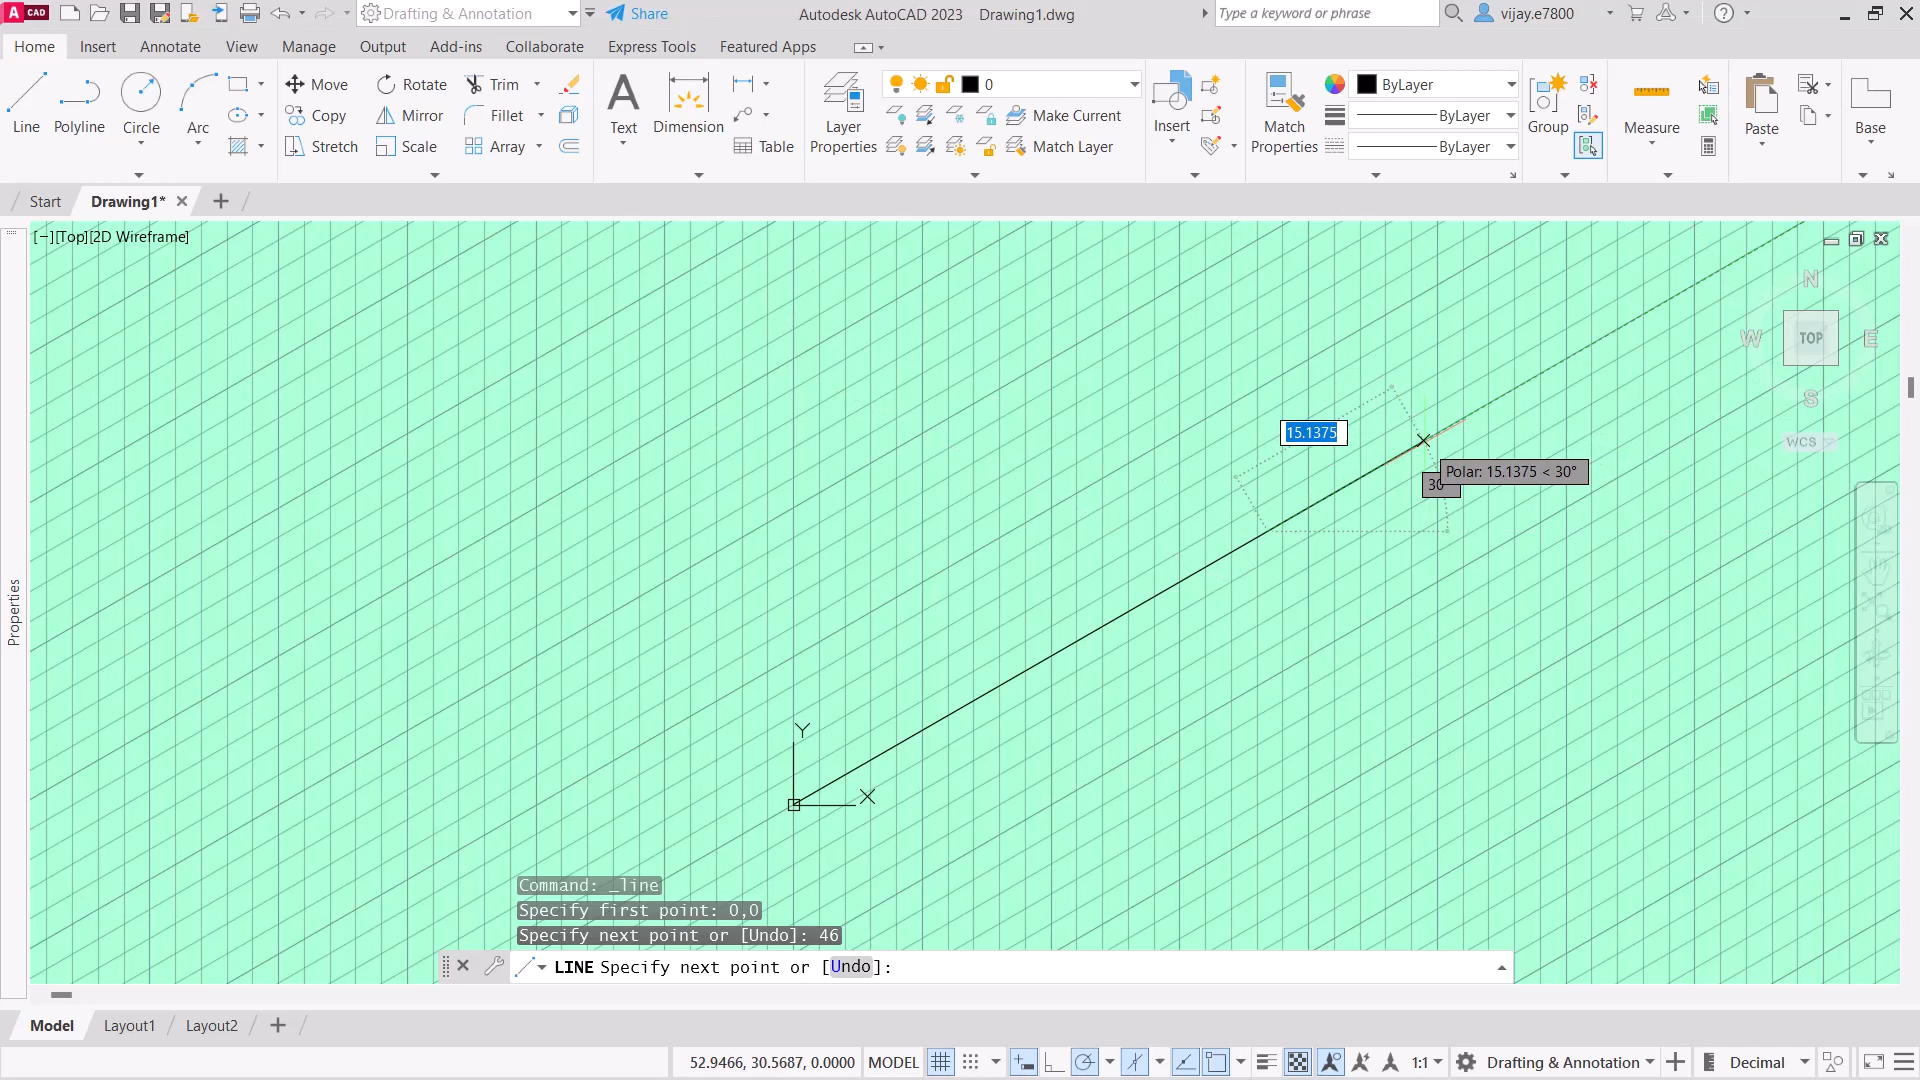 A CAD
Drafting & Annotation
Share
Autodesk AutoCAD 2023 Drawing1.dwg
Type a keyword or phrase
vijay.e7800
Home Insert Annotate View Manage Output Add-ins Collaborate Express Tools Featured Apps
Line
Polyline
Circle
Arc
Move
Rotate
Trim
Copy
Mirror
Fillet
Stretch
Scale
Array
Text
Dimension
Table
Layer
Properties
0
Make Current
Match Layer
Insert
Match
Properties
ByLayer
ByLayer
ByLayer
Group
Measure
Paste
Base
Start
Drawing1*
[−][Top][2D Wireframe]
N
W
TOP
E
S
WCS
15.1375
Polar: 15.1375 < 30°
30
Properties
Y
X
Command: _line
Specify first point: 0,0
Specify next point or [Undo]: 46
LINE Specify next point or [Undo]:
Model Layout1 Layout2
52.9466, 30.5687, 0.0000 MODEL
1:1
Drafting & Annotation
Decimal